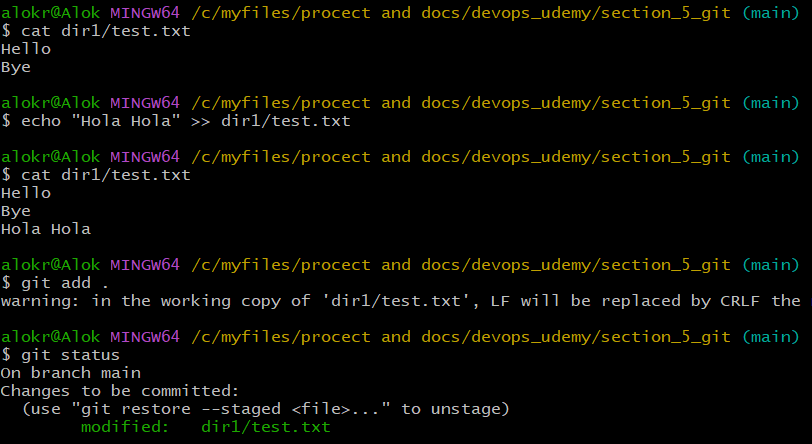 alokr@Alok MINGW64 /c/myfiles/procect and docs/devops_udemy/section_5_git (main)
$ cat dir1/test.txt
Hello
Bye
alokr@Alok MINGW64 /c/myfiles/procect and docs/devops_udemy/section_5_git (main)
$ echo "Hola Hola" >> dir1/test.txt
alokr@Alok MINGW64 /c/myfiles/procect and docs/devops_udemy/section_5_git (main)
$ cat dir1/test.txt
Hello
Bye
Hola Hola
alokr@Alok MINGW64 /c/myfiles/procect and docs/devops_udemy/section_5_git (main)
$ git add .
warning: in the working copy of 'dir1/test.txt', LF will be replaced by CRLF the
alokr@Alok MINGW64 /c/myfiles/procect and docs/devops_udemy/section_5_git (main)
$ git status
On branch main
Changes to be committed:
  (use "git restore --staged <file>..." to unstage)
        modified:   dir1/test.txt